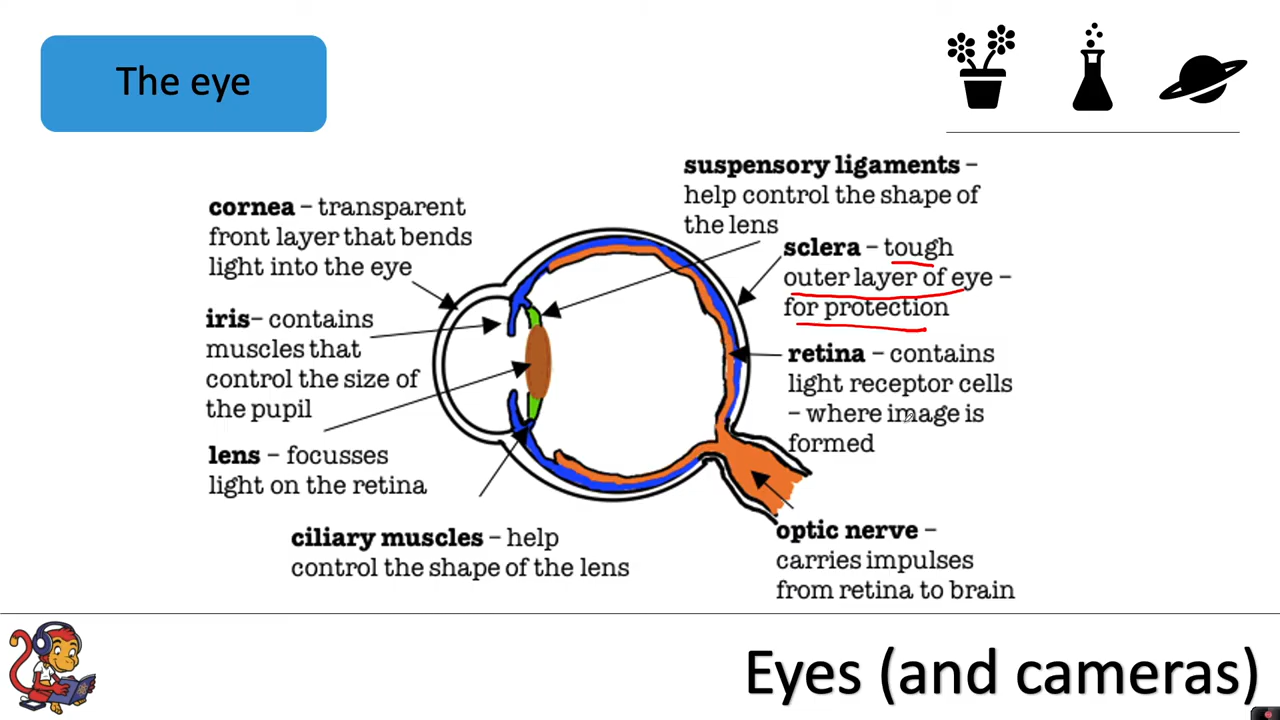 The eye
cornea – transparent
front layer that bends
light into the eye
iris– contains
muscles that
control the size of
the pupil
lens – focusses
light on the retina
ciliary muscles – help
control the shape of the lens
suspensory ligaments –
help control the shape of
the lens
sclera – tough
outer layer of eye –
for protection
retina – contains
light receptor cells
– where image is
formed
optic nerve –
carries impulses
from retina to brain
Eyes (and cameras)